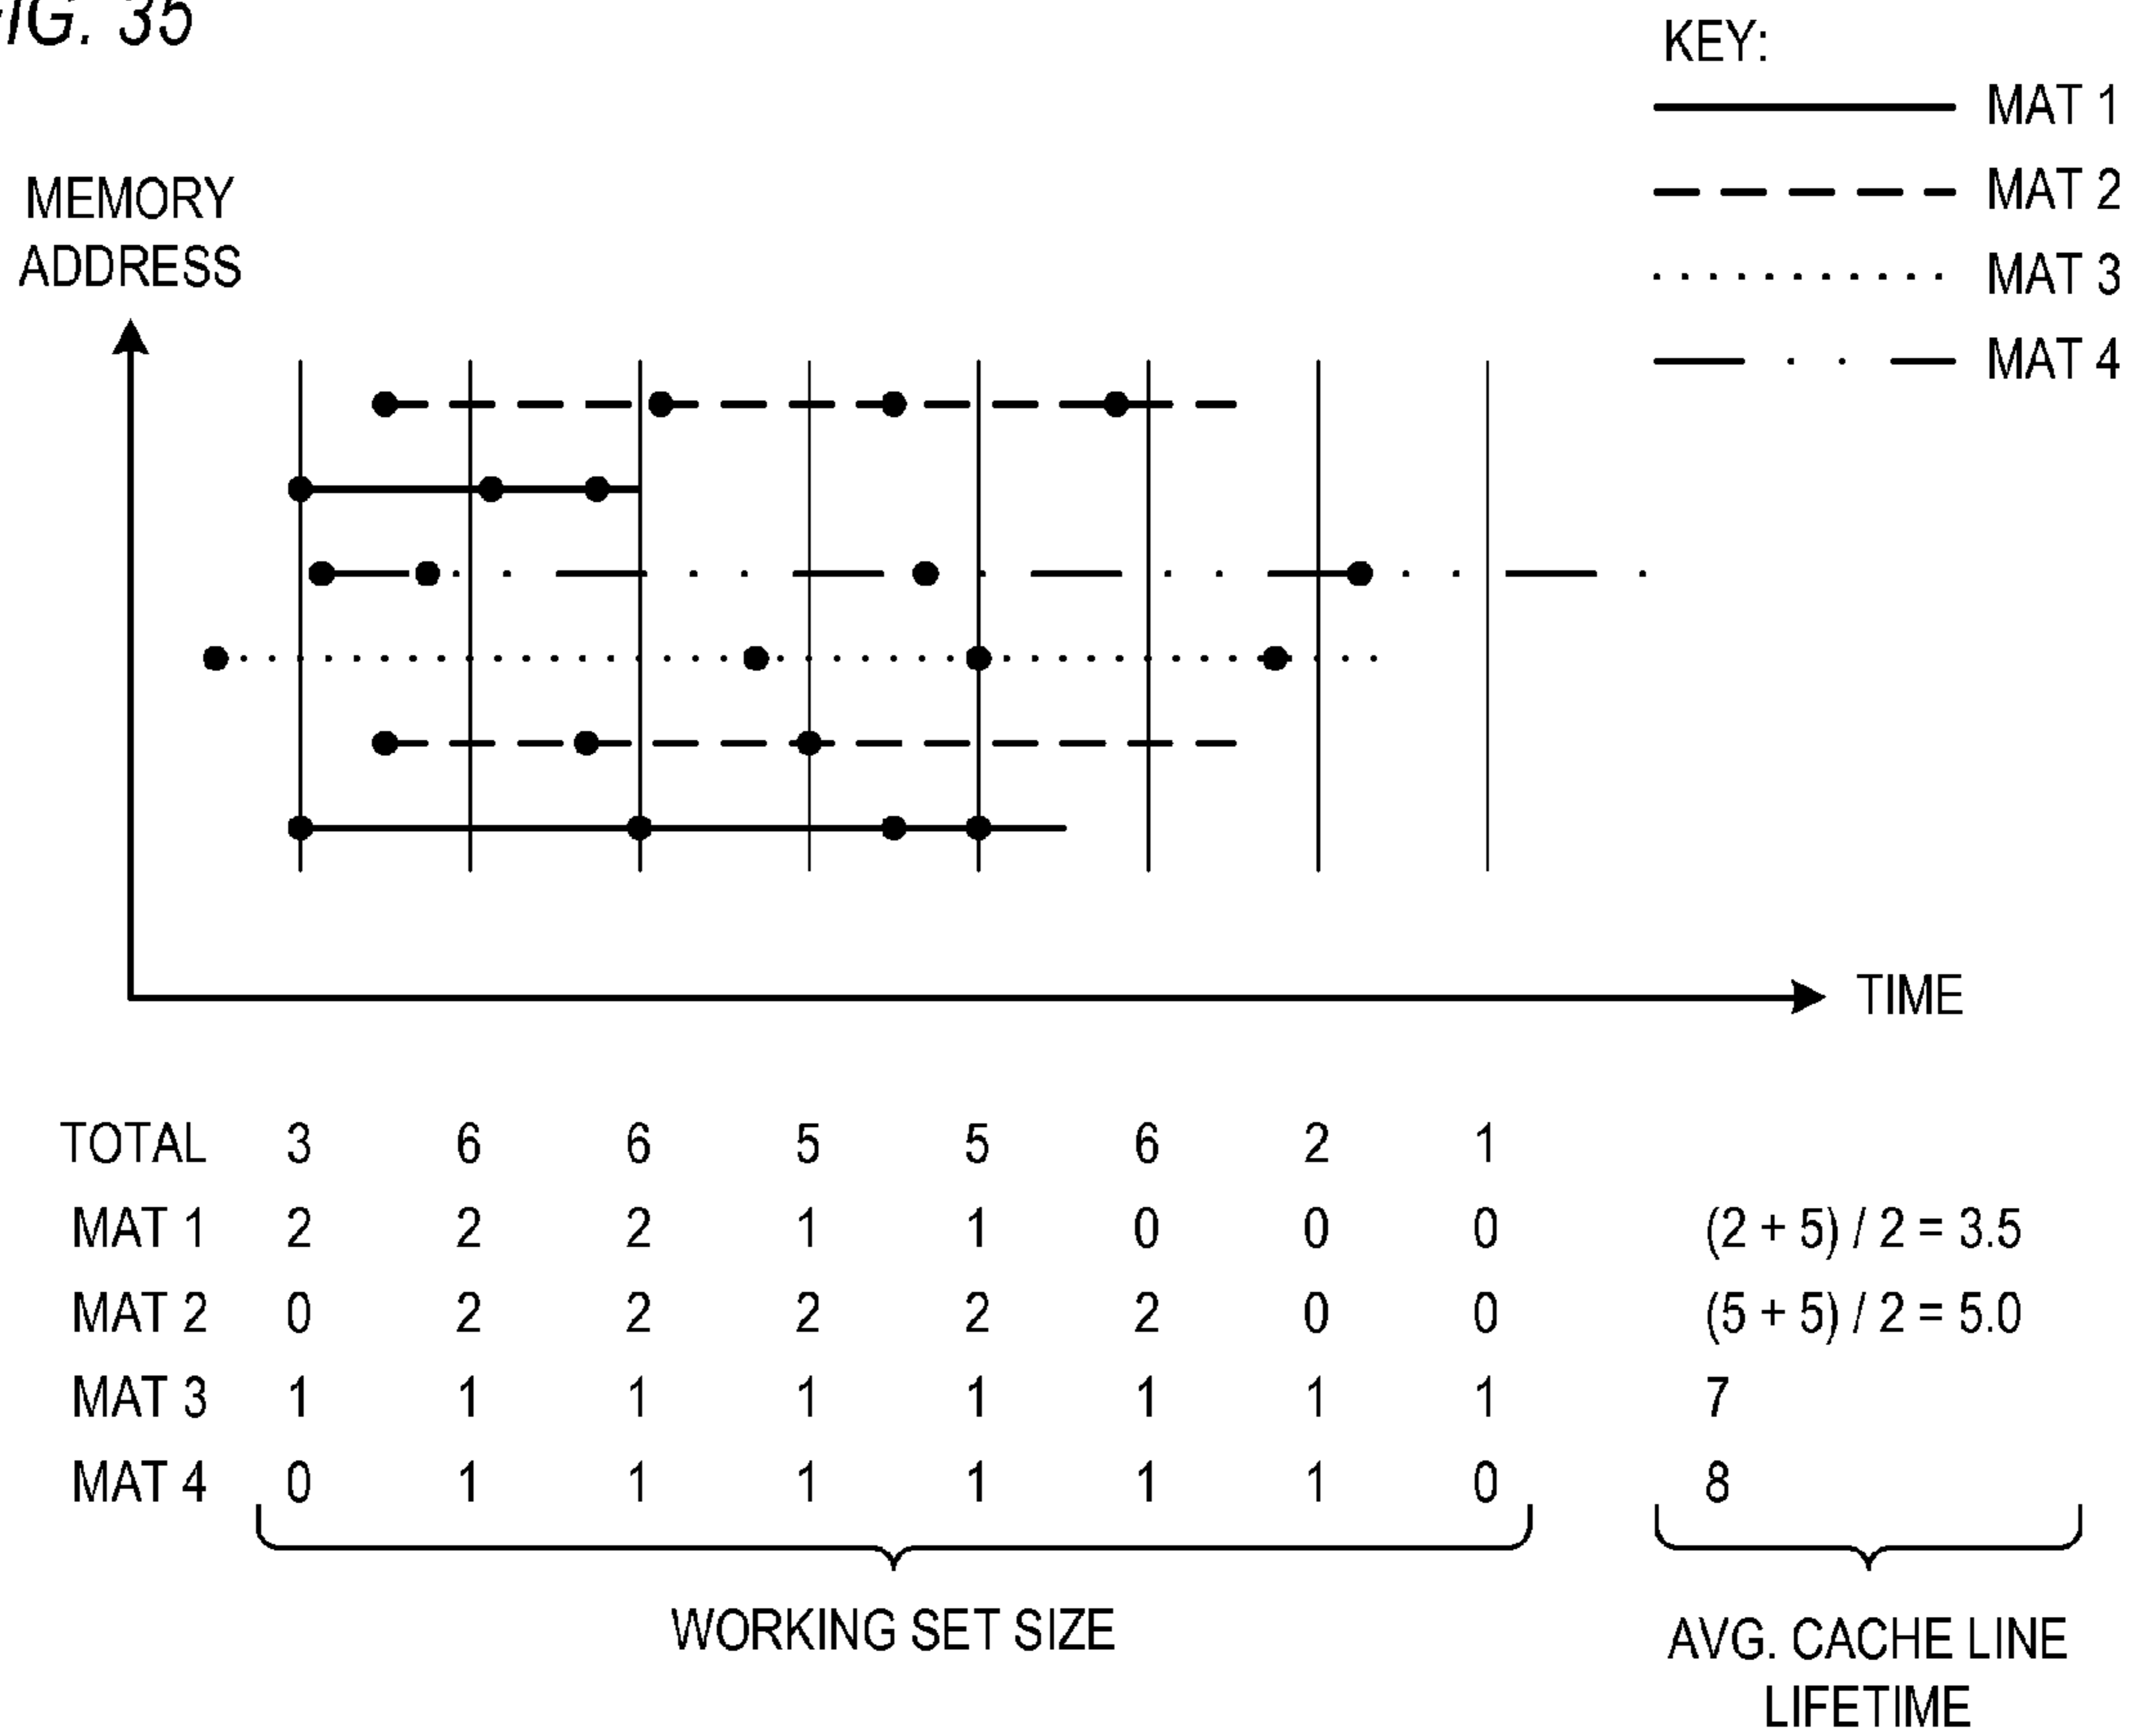 FIG. 35
KEY:
MAT 1
MAT 2
MAT 3
MAT 4
MEMORY
ADDRESS
TIME
TOTAL 3 6 6 5 5 6 2 1
MAT 1 2 2 2 1 1 0 0 0 (2 + 5) / 2 = 3.5
MAT 2 0 2 2 2 2 2 0 0 (5 + 5) / 2 = 5.0
MAT 3 1 1 1 1 1 1 1 1 7
MAT 4 0 1 1 1 1 1 1 0 8
WORKING SET SIZE
AVG. CACHE LINE
LIFETIME